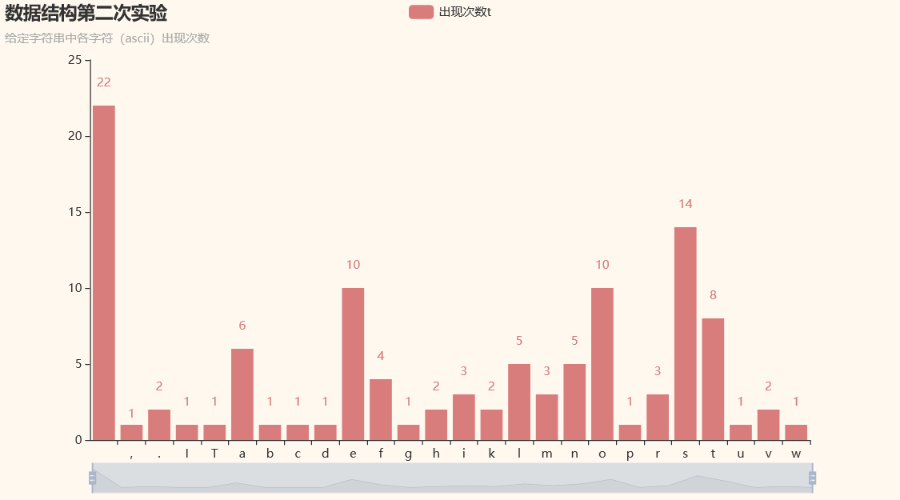 数据结构第二次实验
出现次数t
给定字符串中各字符（ascii）出现次数
25
20
15
10
5
0
22 1 2 1 1 6 1 1 1 10 4 1 2 3 2 5 3 5 10 1 3 14 8 1 2 1
, . I T a b c d e f g h i k l m n o p r s t u v w